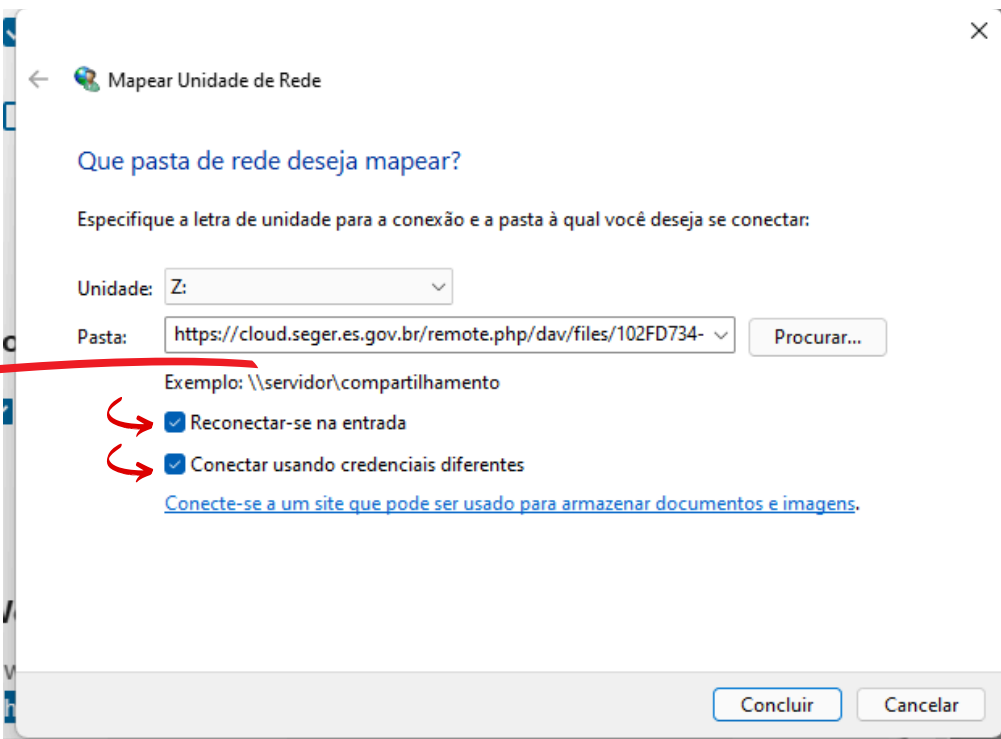 Mapear Unidade de Rede
Que pasta de rede deseja mapear?
Especifique a letra de unidade para a conexão e a pasta à qual você deseja se conectar:
Unidade: Z:
Pasta: https://cloud.seger.es.gov.br/remote.php/dav/files/102FD734- Procurar...
Exemplo: \\servidor\compartilhamento
Reconectar-se na entrada
Conectar usando credenciais diferentes
Conecte-se a um site que pode ser usado para armazenar documentos e imagens.
Concluir Cancelar